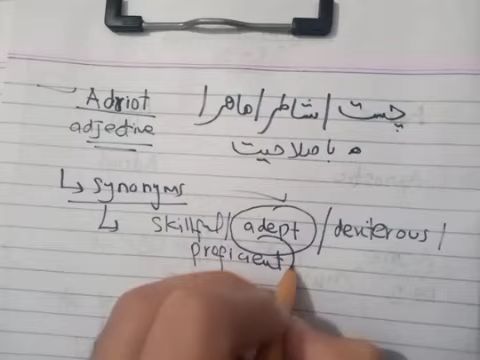 Adriot چست / شاطر / ماهر /
adjective باصلاحیت
↳ synonyms
↳ skillful / adept / dexterous /
proficient